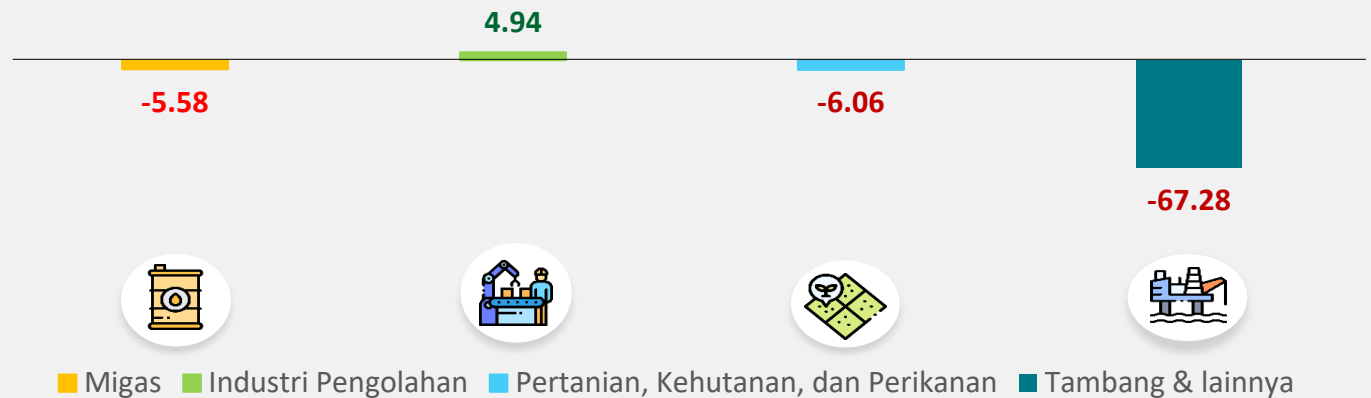 4.94
-5.58
-6.06
-67.28
Migas Industri Pengolahan Pertanian, Kehutanan, dan Perikanan Tambang & lainnya